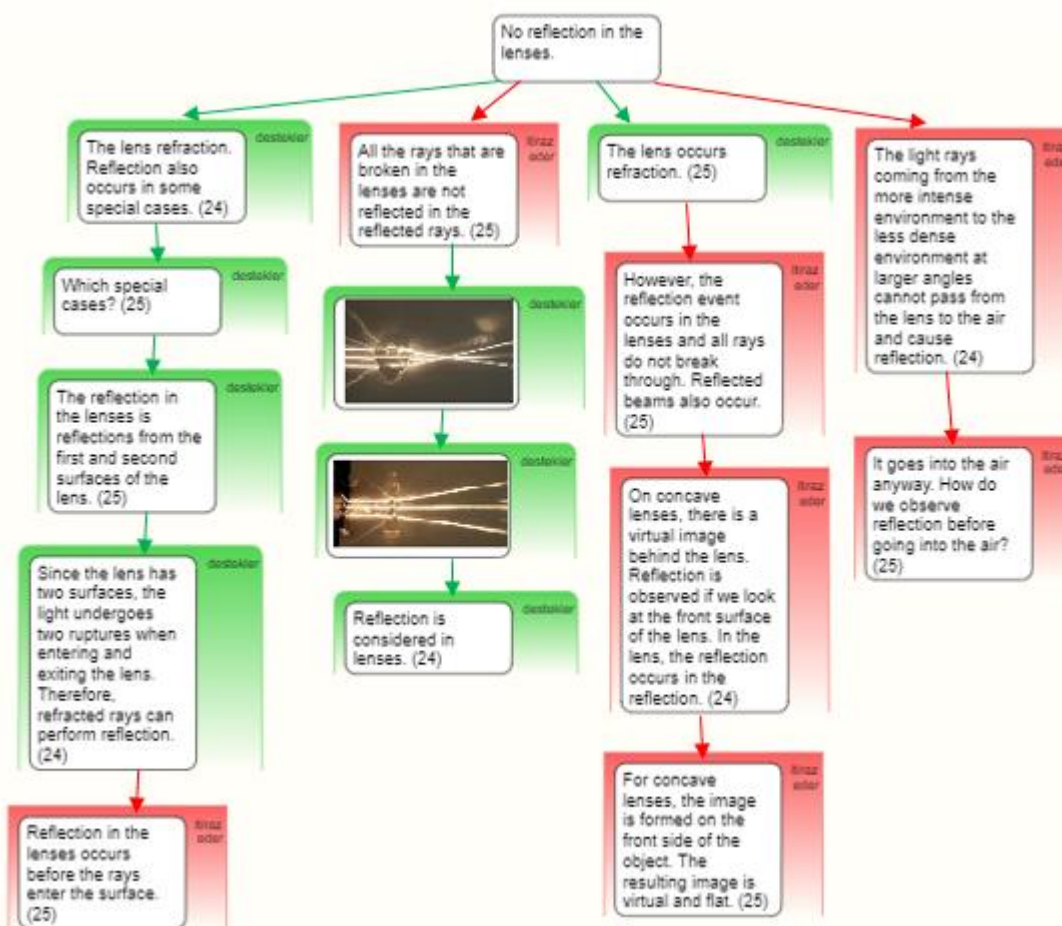 No reflection in the
lenses.
destekler
The lens refraction.
Reflection also
occurs in some
special cases. (24)
destekler
Which special
cases? (25)
destekler
The reflection in
the lenses is
reflections from the
first and second
surfaces of the
lens. (25)
destekler
Since the lens has
two surfaces, the
light undergoes
two ruptures when
entering and
exiting the lens.
Therefore,
refracted rays can
perform reflection.
(24)
itiraz
eder
Reflection in the
lenses occurs
before the rays
enter the surface.
(25)
itiraz
eder
All the rays that are
broken in the
lenses are not
reflected in the
reflected rays. (25)
destekler
destekler
destekler
Reflection is
considered in
lenses. (24)
destekler
The lens occurs
refraction. (25)
itiraz
eder
However, the
reflection event
occurs in the
lenses and all rays
do not break
through. Reflected
beams also occur.
(25)
itiraz
eder
On concave
lenses, there is a
virtual image
behind the lens.
Reflection is
observed if we look
at the front surface
of the lens. In the
lens, the reflection
occurs in the
reflection. (24)
itiraz
eder
For concave
lenses, the image
is formed on the
front side of the
object. The
resulting image is
virtual and flat. (25)
itiraz
The light rays
coming from the
more intense
environment to the
less dense
environment at
larger angles
cannot pass from
the lens to the air
and cause
reflection. (24)
itiraz
It goes into the air
anyway. How do
we observe
reflection before
going into the air?
(25)